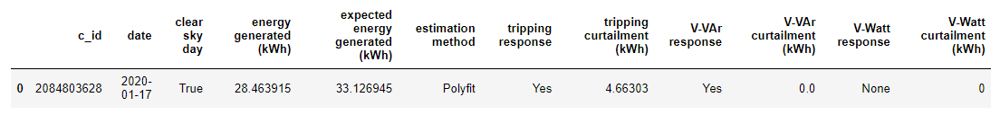 c_id date clear sky day energy generated (kWh) expected energy generated (kWh) estimation method tripping response tripping curtailment (kWh) V-VAr response V-VAr curtailment (kWh) V-Watt response V-Watt curtailment (kWh)
0 2084803628 2020-01-17 True 28.463915 33.126945 Polyfit Yes 4.66303 Yes 0.0 None 0